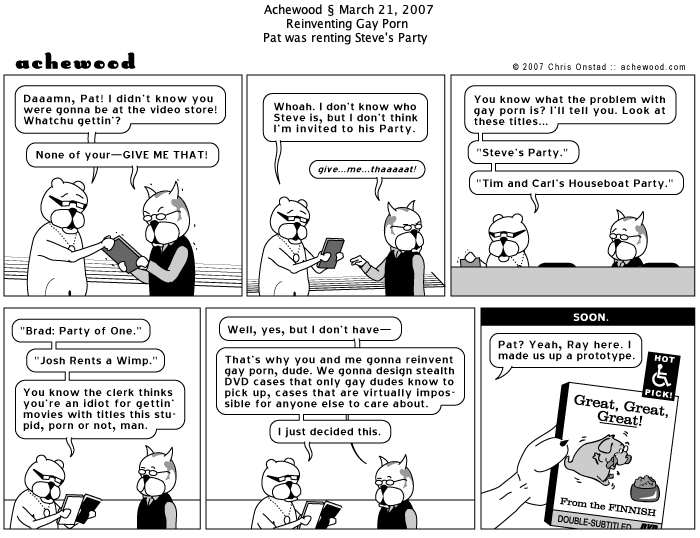 Achewood § March 21, 2007
Reinventing Gay Porn
Pat was renting Steve's Party
achewood
© 2007 Chris Onstad :: achewood.com
Daaamn, Pat! I didn't know you
were gonna be at the video store!
Whatchu gettin'?
None of your—GIVE ME THAT!
Whoah. I don't know who
Steve is, but I don't think
I'm invited to his Party.
give...me...thaaaaat!
You know what the problem with
gay porn is? I'll tell you. Look at
these titles...
"Steve's Party."
"Tim and Carl's Houseboat Party."
"Brad: Party of One."
"Josh Rents a Wimp."
You know the clerk thinks
you're an idiot for gettin'
movies with titles this stu-
pid, porn or not, man.
Well, yes, but I don't have—
That's why you and me gonna reinvent
gay porn, dude. We gonna design stealth
DVD cases that only gay dudes know to
pick up, cases that are virtually impos-
sible for anyone else to care about.
I just decided this.
SOON.
Pat? Yeah, Ray here. I
made us up a prototype.
HOT
PICK!
Great, Great,
Great!
From the FINNISH
DOUBLE-SUBTITLED
DVD